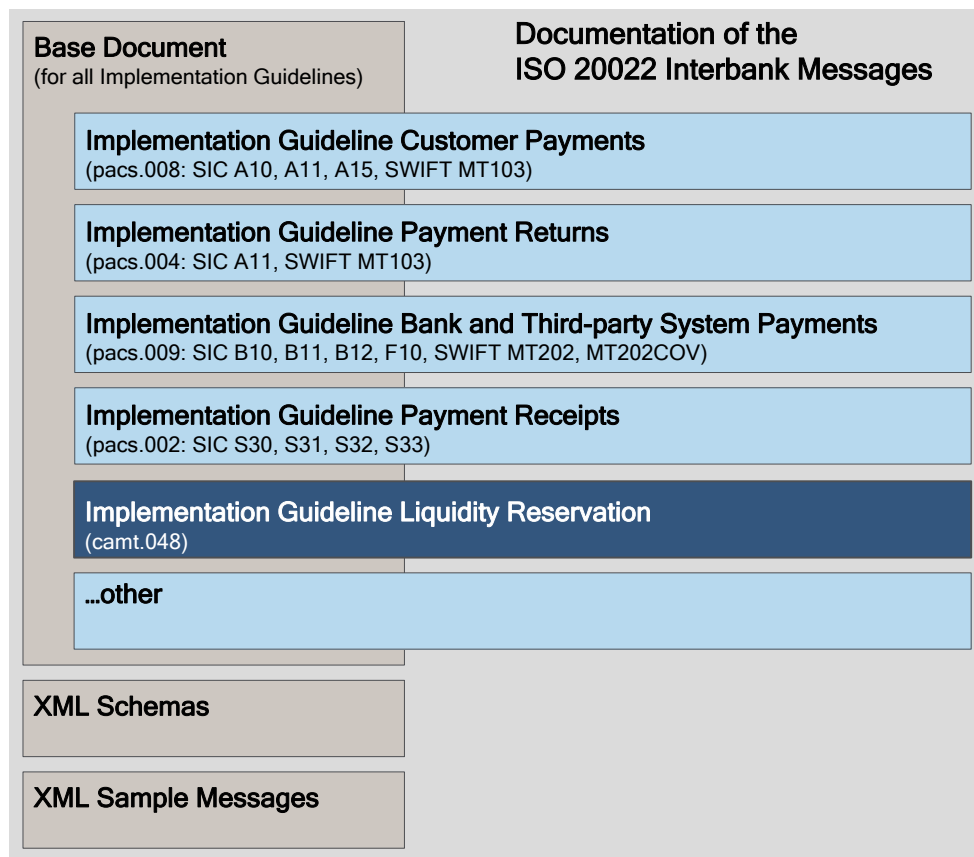 Base Document
(for all Implementation Guidelines)
Documentation of the
ISO 20022 Interbank Messages
Implementation Guideline Customer Payments
(pacs.008: SIC A10, A11, A15, SWIFT MT103)
Implementation Guideline Payment Returns
(pacs.004: SIC A11, SWIFT MT103)
Implementation Guideline Bank and Third-party System Payments
(pacs.009: SIC B10, B11, B12, F10, SWIFT MT202, MT202COV)
Implementation Guideline Payment Receipts
(pacs.002: SIC S30, S31, S32, S33)
Implementation Guideline Liquidity Reservation
(camt.048)
...other
XML Schemas
XML Sample Messages